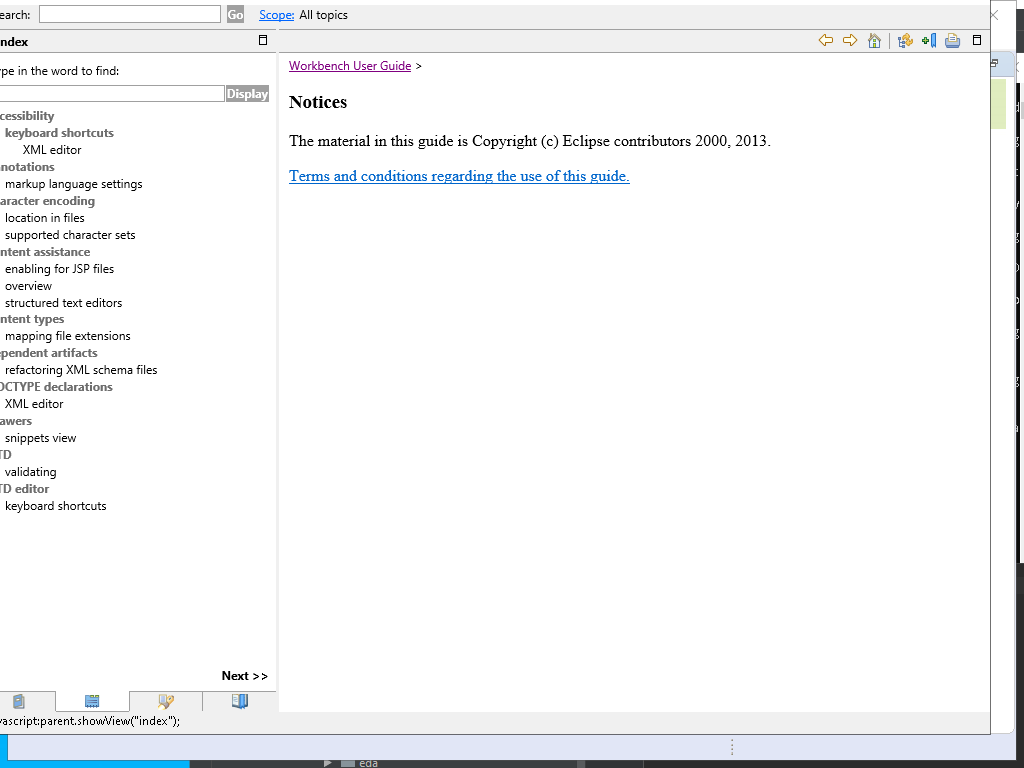 earch:
Go
Scope: All topics
ndex
Workbench User Guide >
ype in the word to find:
Display
Notices
The material in this guide is Copyright (c) Eclipse contributors 2000, 2013.
Terms and conditions regarding the use of this guide.
cessibility
keyboard shortcuts
XML editor
notations
markup language settings
aracter encoding
location in files
supported character sets
ntent assistance
enabling for JSP files
overview
structured text editors
ntent types
mapping file extensions
ependent artifacts
refactoring XML schema files
OCTYPE declarations
XML editor
awers
snippets view
TD
validating
TD editor
keyboard shortcuts
Next >>
vascript:parent.showView("index");
eda